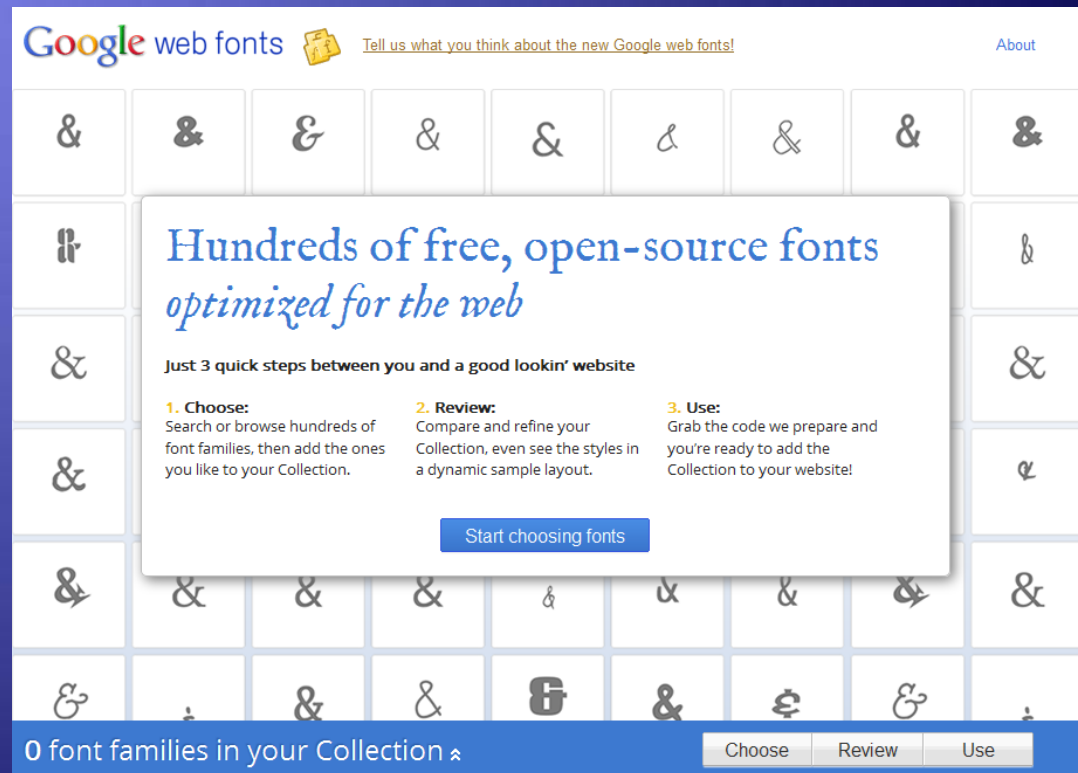 Google web fonts Tell us what you think about the new Google web fonts! About
& & & & & & & & &
& &
Hundreds of free, open-source fonts
optimized for the web
& &
Just 3 quick steps between you and a good lookin’ website
1. Choose: 2. Review: 3. Use:
Search or browse hundreds of Compare and refine your Grab the code we prepare and
font families, then add the ones Collection, even see the styles in you’re ready to add the
you like to your Collection. a dynamic sample layout. Collection to your website!
& &
Start choosing fonts
& & & & & & & & &
& & & & & & &
0 font families in your Collection Choose Review Use